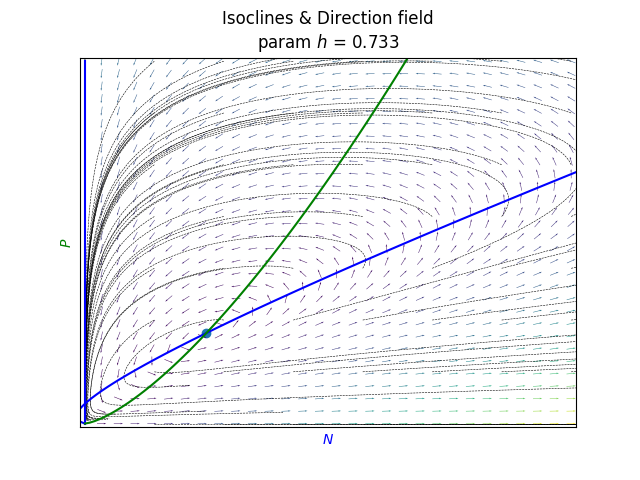 Isoclines & Direction field
param h = 0.733
P
N